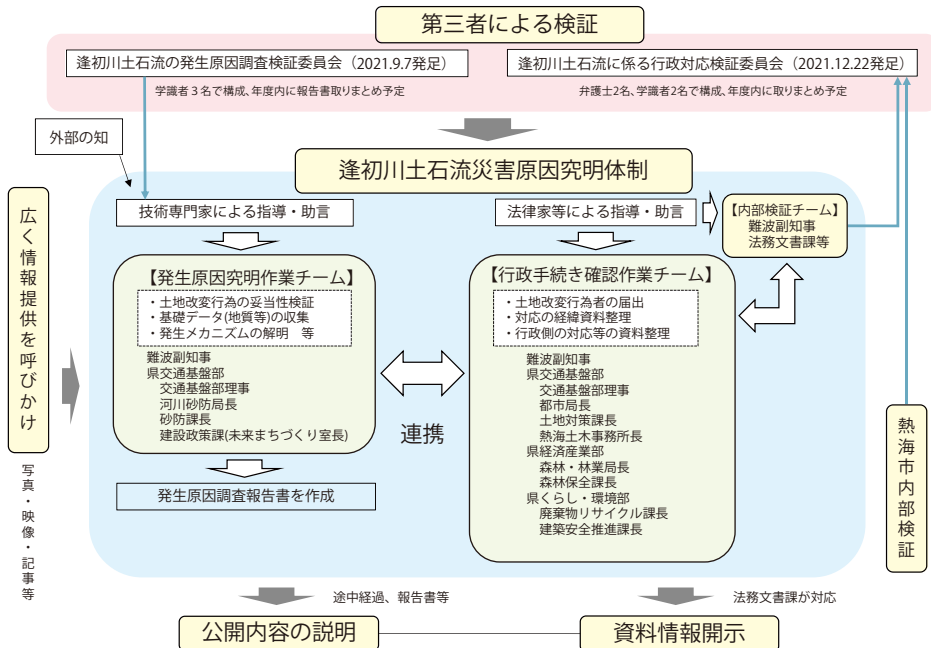 第三者による検証
逢初川土石流の発生原因調査検証委員会（2021.9.7発足）
学識者３名で構成、年度内に報告書取りまとめ予定
逢初川土石流に係る行政対応検証委員会（2021.12.22発足）
弁護士2名、学識者2名で構成、年度内に取りまとめ予定
外部の知
逢初川土石流災害原因究明体制
広く情報提供を呼びかけ
写真・映像・記事等
技術専門家による指導・助言
【発生原因究明作業チーム】
・土地改変行為の妥当性検証
・基礎データ(地質等)の収集
・発生メカニズムの解明　等
難波副知事
県交通基盤部
交通基盤部理事
河川砂防局長
砂防課長
建設政策課(未来まちづくり室長)
発生原因調査報告書を作成
連携
法律家等による指導・助言
【行政手続き確認作業チーム】
・土地改変行為者の届出
・対応の経緯資料整理
・行政側の対応等の資料整理
難波副知事
県交通基盤部
交通基盤部理事
都市局長
土地対策課長
熱海土木事務所長
県経済産業部
森林・林業局長
森林保全課長
県くらし・環境部
廃棄物リサイクル課長
建築安全推進課長
【内部検証チーム】
難波副知事
法務文書課等
熱海市内部検証
途中経過、報告書等
法務文書課が対応
公開内容の説明
資料情報開示